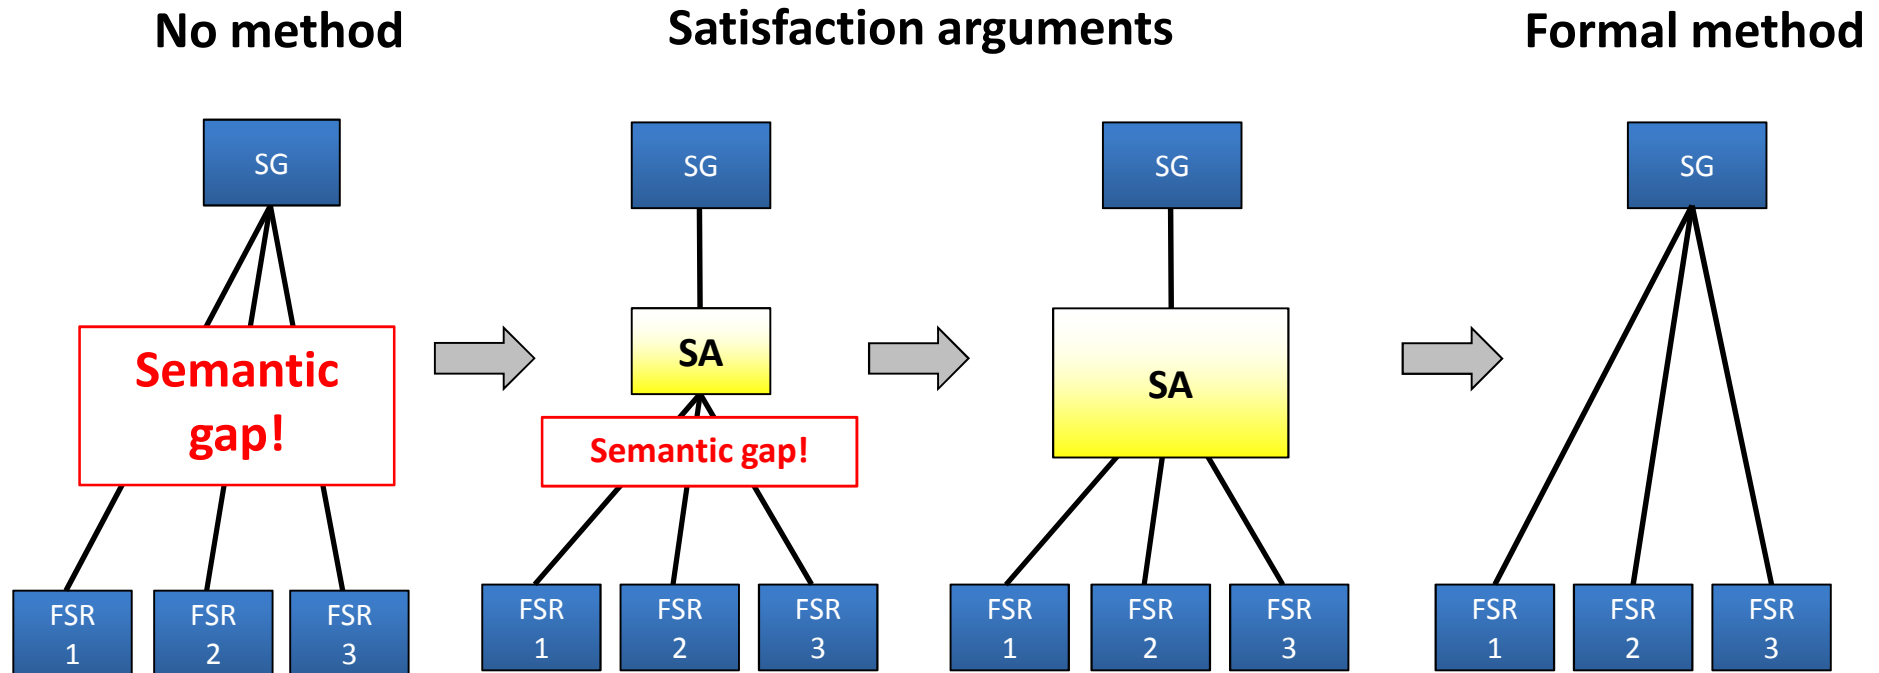 No method
Satisfaction arguments
Formal method
SG
SG
SG
SG
Semantic
gap!
SA
Semantic gap!
SA
FSR
1
FSR
2
FSR
3
FSR
1
FSR
2
FSR
3
FSR
1
FSR
2
FSR
3
FSR
1
FSR
2
FSR
3